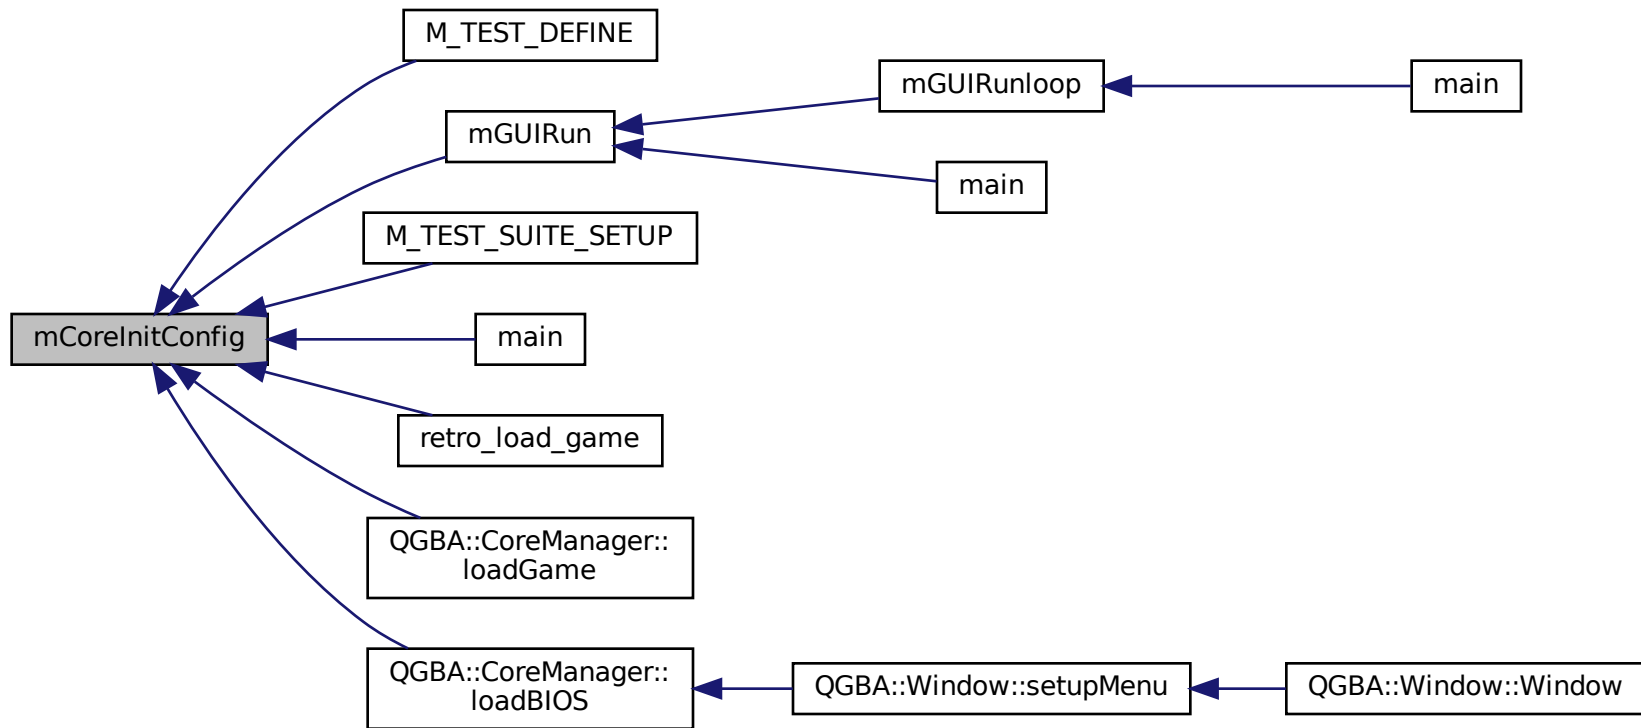 M_TEST_DEFINE
mGUIRunloop
main
mGUIRun
main
M_TEST_SUITE_SETUP
mCoreInitConfig
main
retro_load_game
QGBA::CoreManager::
loadGame
QGBA::CoreManager::
loadBIOS
QGBA::Window::setupMenu
QGBA::Window::Window